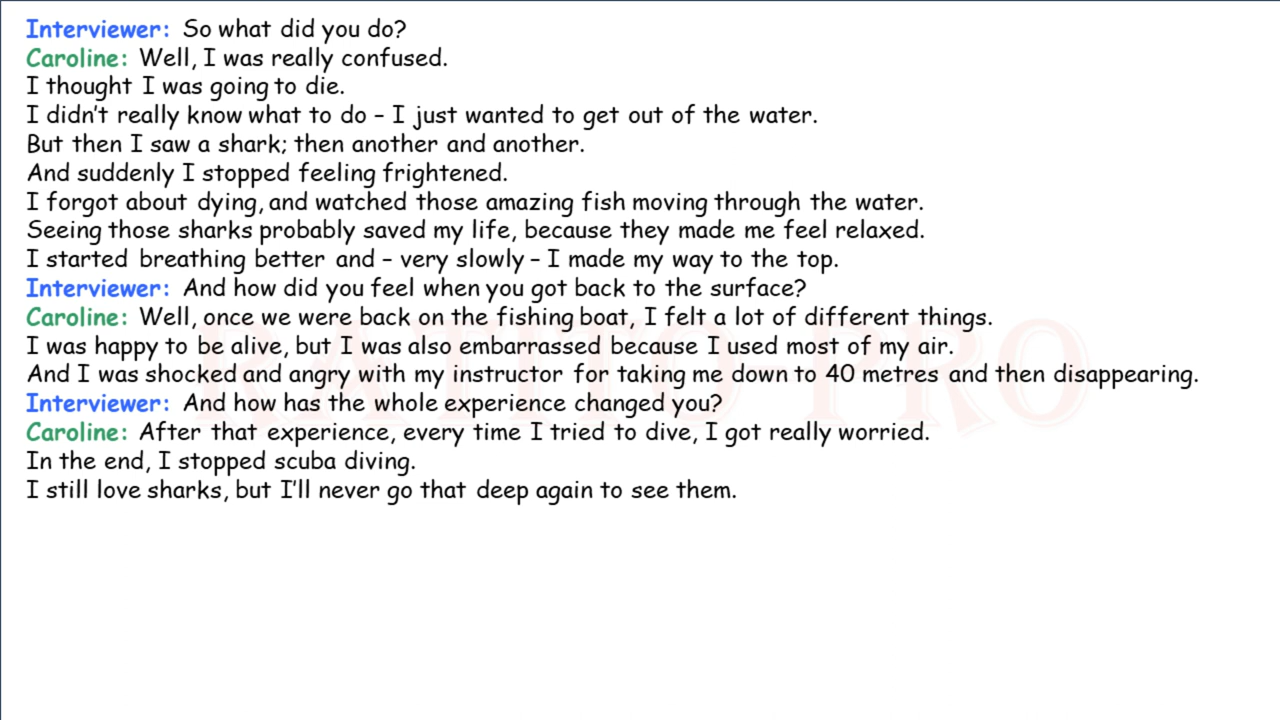 Interviewer: So what did you do?
Caroline: Well, I was really confused.
I thought I was going to die.
I didn't really know what to do – I just wanted to get out of the water.
But then I saw a shark; then another and another.
And suddenly I stopped feeling frightened.
I forgot about dying, and watched those amazing fish moving through the water.
Seeing those sharks probably saved my life, because they made me feel relaxed.
I started breathing better and – very slowly – I made my way to the top.
Interviewer: And how did you feel when you got back to the surface?
Caroline: Well, once we were back on the fishing boat, I felt a lot of different things.
I was happy to be alive, but I was also embarrassed because I used most of my air.
And I was shocked and angry with my instructor for taking me down to 40 metres and then disappearing.
Interviewer: And how has the whole experience changed you?
Caroline: After that experience, every time I tried to dive, I got really worried.
In the end, I stopped scuba diving.
I still love sharks, but I'll never go that deep again to see them.